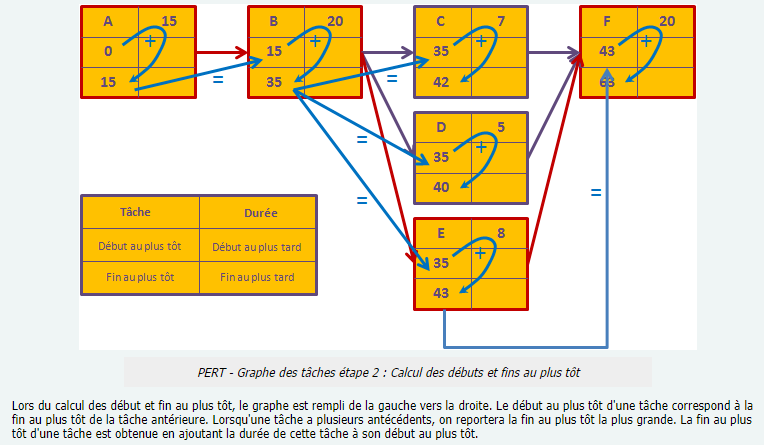 A 15 B 20 C 7 F 20
+ + + +
0 15 35 43
15 = 35 = 42 63
D 5
= 35 +
40
= =
E 8
35 +
43
Tâche Durée
Début au plus tôt Début au plus tard
Fin au plus tôt Fin au plus tard
PERT - Graphe des tâches étape 2 : Calcul des débuts et fins au plus tôt
Lors du calcul des début et fin au plus tôt, le graphe est rempli de la gauche vers la droite. Le début au plus tôt d'une tâche correspond à la
fin au plus tôt de la tâche antérieure. Lorsqu'une tâche a plusieurs antécédents, on reportera la fin au plus tôt la plus grande. La fin au plus
tôt d'une tâche est obtenue en ajoutant la durée de cette tâche à son début au plus tôt.